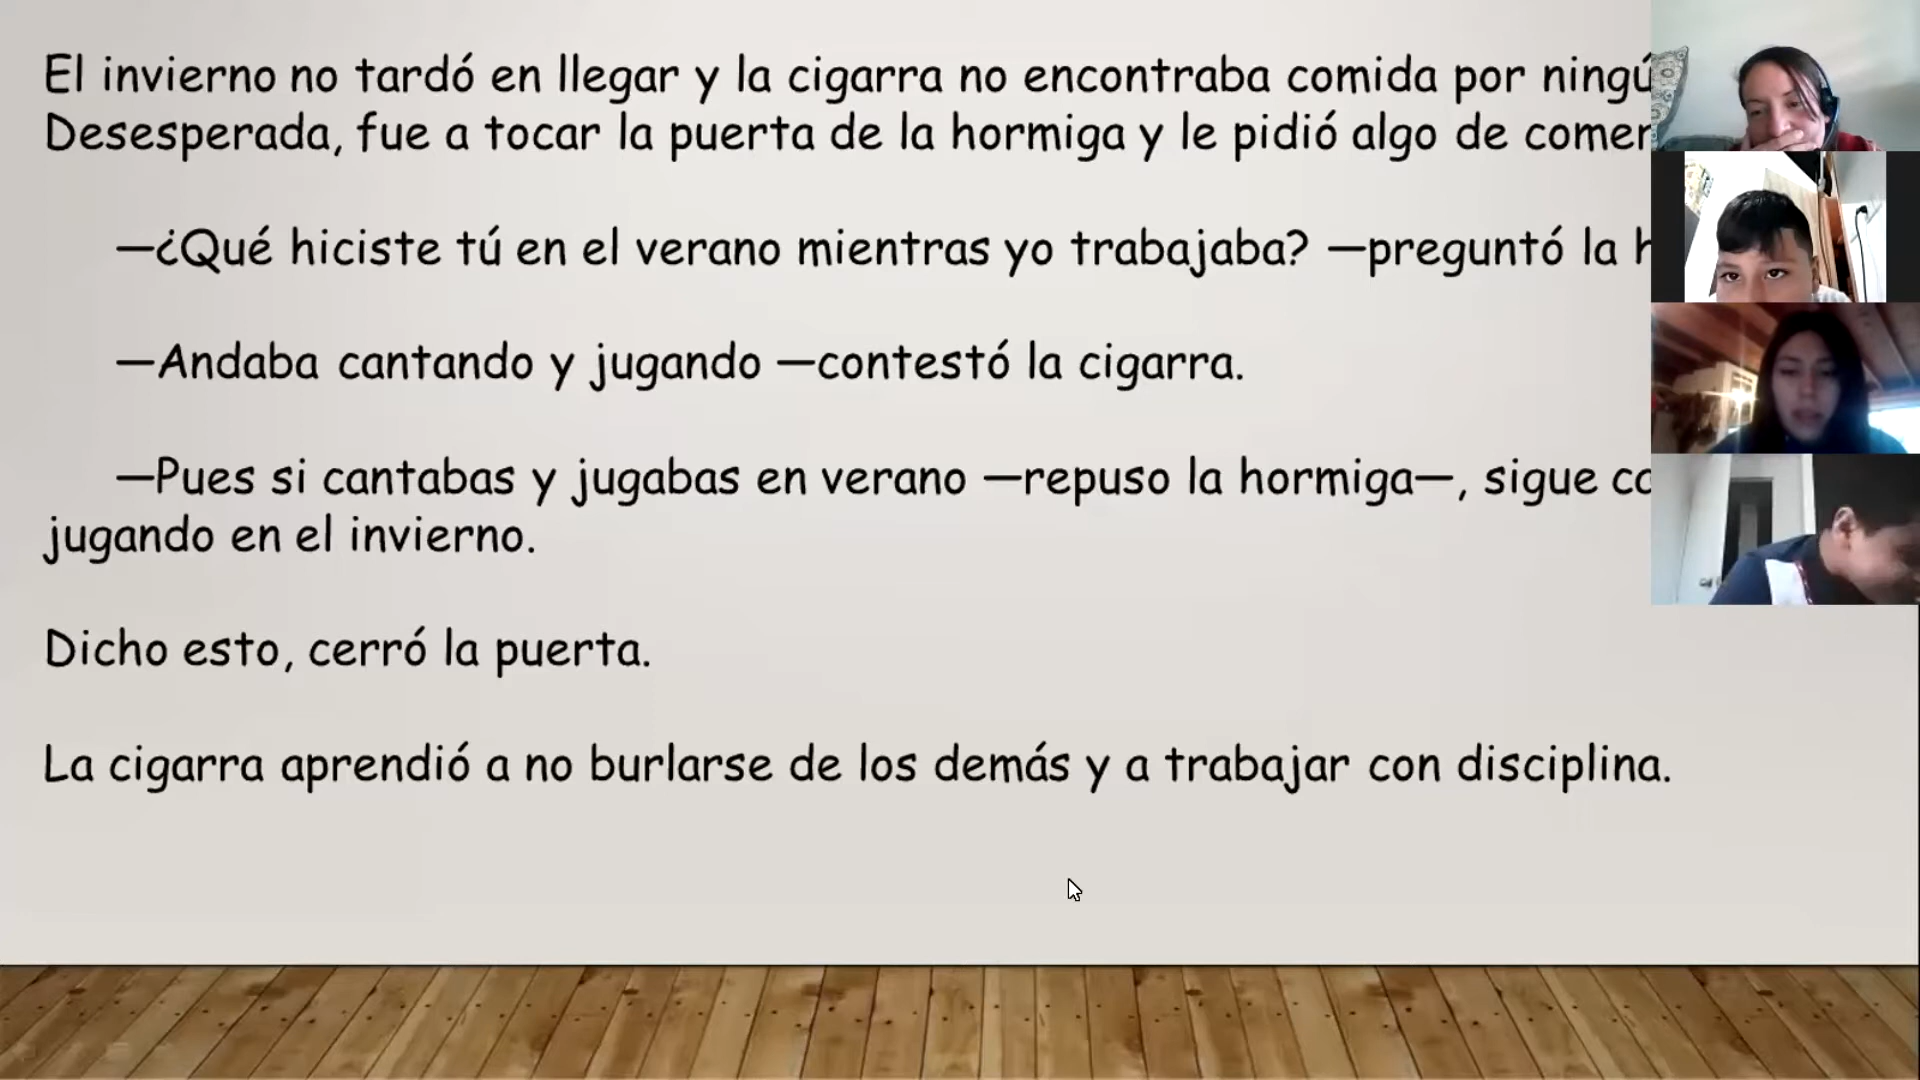 El invierno no tardó en llegar y la cigarra no encontraba comida por
Desesperada, fue a tocar la puerta de la hormiga y le pidió algo de comer
—¿Qué hiciste tú en el verano mientras yo trabajaba? —preguntó la
—Andaba cantando y jugando —contestó la cigarra.
—Pues si cantabas y jugabas en verano —repuso la hormiga—, sigue
jugando en el invierno.
Dicho esto, cerró la puerta.
La cigarra aprendió a no burlarse de los demás y a trabajar con disciplina.